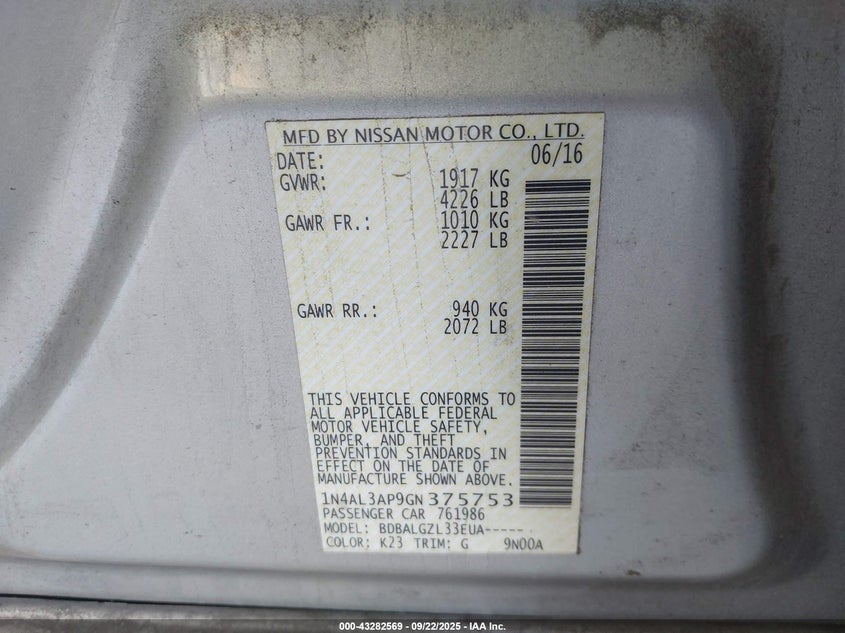 MFD BY NISSAN MOTOR CO., LTD.
DATE: 06/16
GVWR: 1917 KG
4226 LB
GAWR FR.: 1010 KG
2227 LB
GAWR RR.: 940 KG
2072 LB
THIS VEHICLE CONFORMS TO
ALL APPLICABLE FEDERAL
MOTOR VEHICLE SAFETY,
BUMPER, AND THEFT
PREVENTION STANDARDS IN
EFFECT ON THE DATE OF
MANUFACTURE SHOWN ABOVE.
1N4AL3AP9GN375753
PASSENGER CAR 761986
MODEL: BDBALGZL33EUA-----
COLOR: K23 TRIM: G 9N00A
000-43282569 - 09/22/2025 - IAA Inc.